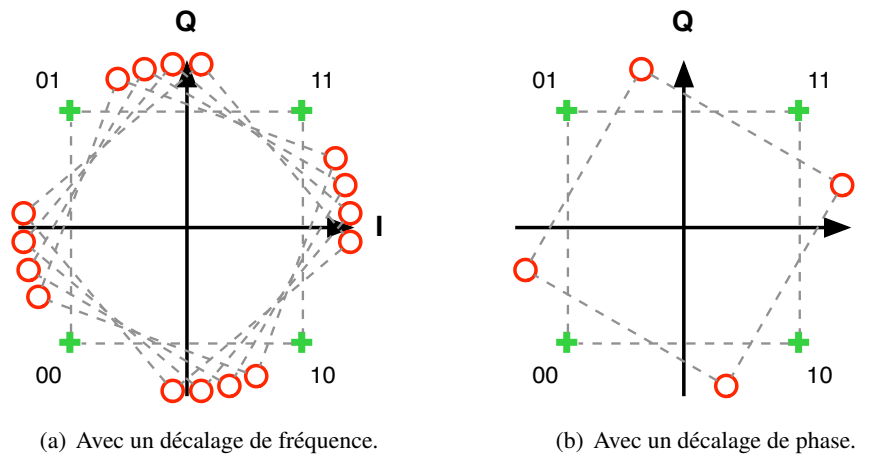 Q
Q
01
11
01
11
I
00
10
00
10
(a) Avec un décalage de fréquence.
(b) Avec un décalage de phase.